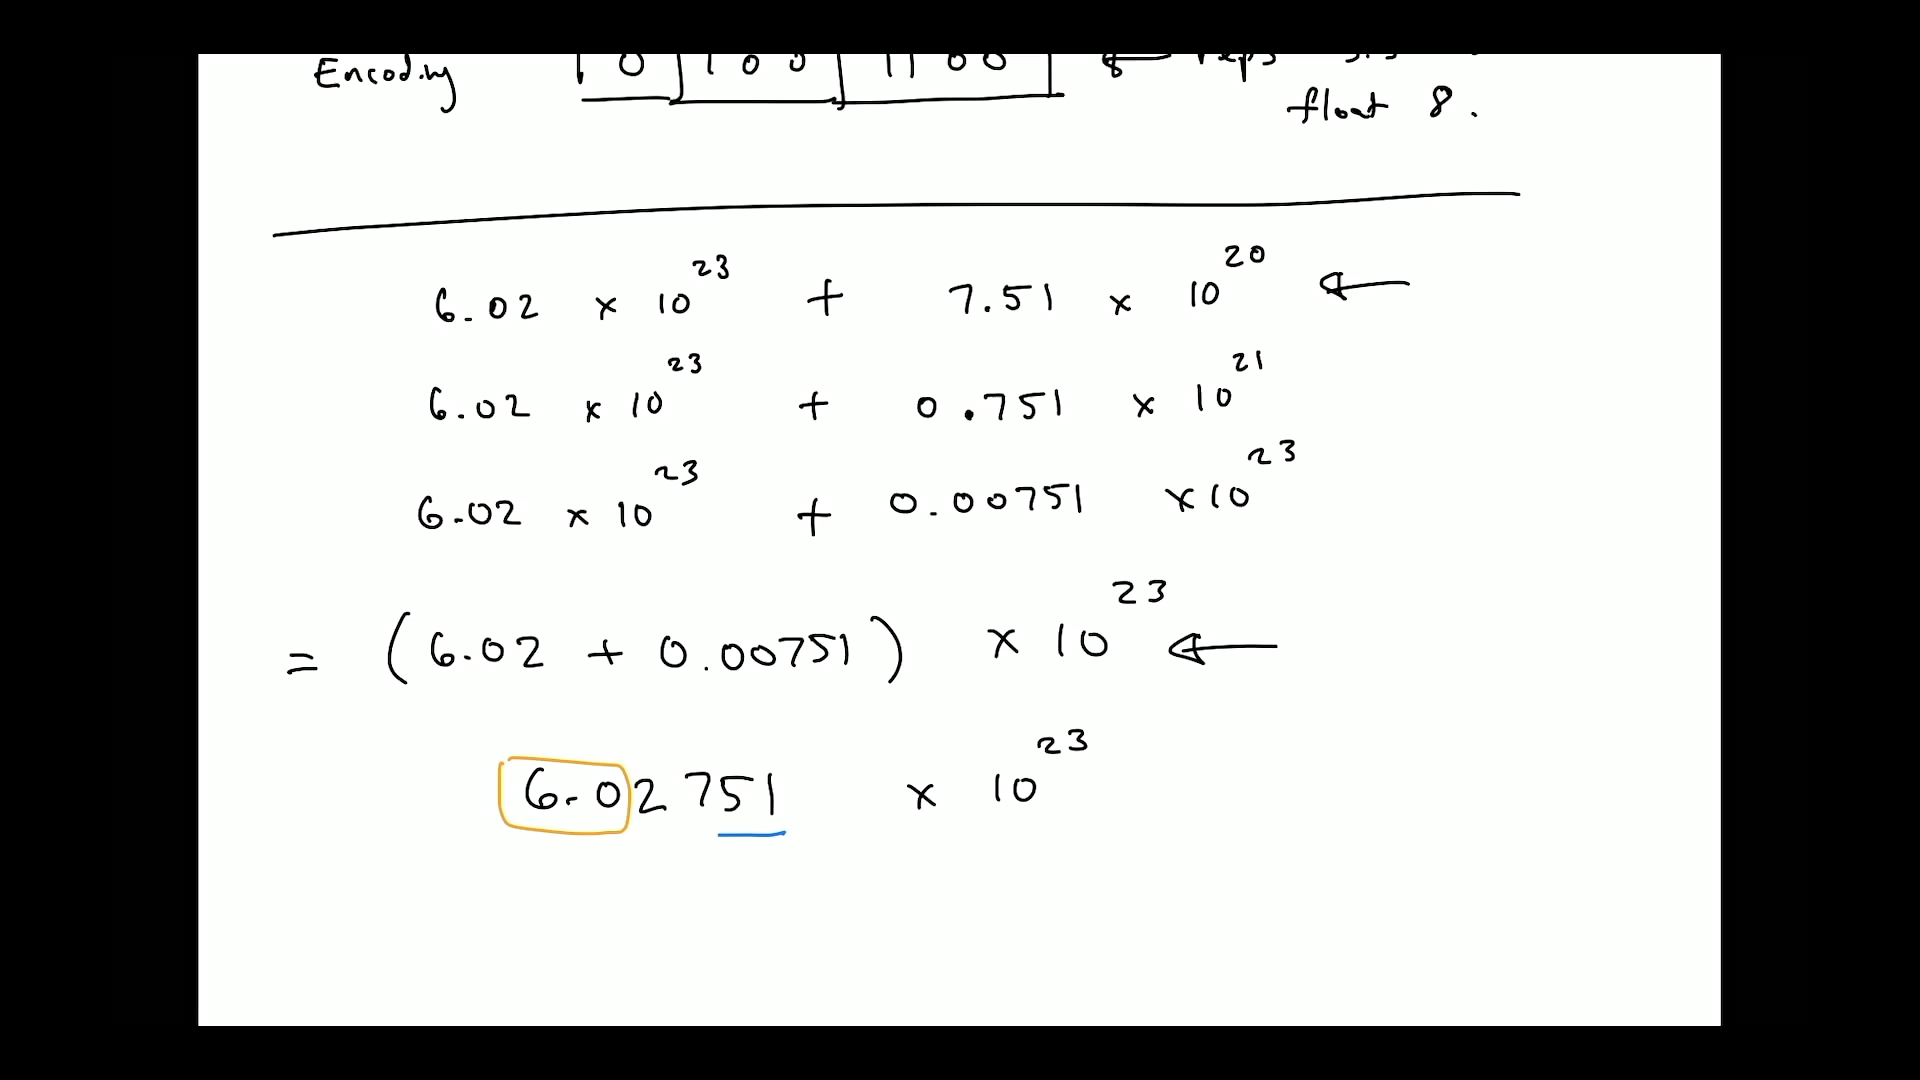 Encoding 0 1 0 0 1 1 0 0 ←
float 8.
6.02 × 10^23 + 7.51 × 10^20 ←
6.02 × 10^23 + 0.751 × 10^21
6.02 × 10^23 + 0.00751 × 10^23
= (6.02 + 0.00751) × 10^23 ←
6.02751 × 10^23